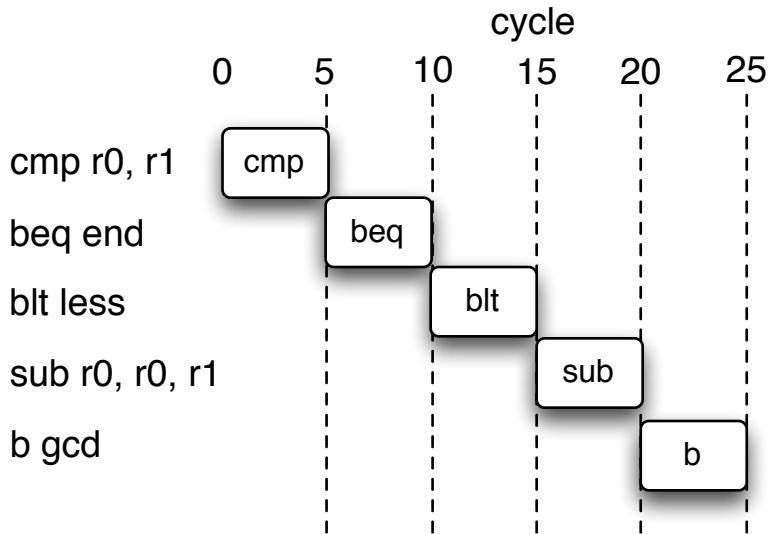 cycle
0 5 10 15 20 25
cmp r0, r1 cmp
beq end beq
blt less blt
sub r0, r0, r1 sub
b gcd b